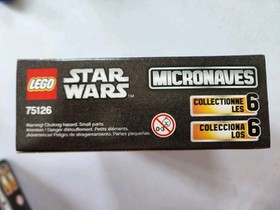 LEGO
STAR WARS
TM
MICRONAVES
75126
COLLECTIONNE LES 6
COLECCIONA LOS 6
0-3
Warning! Choking hazard. Small parts.
Attention ! Danger d'étouffement. Petits éléments.
¡Advertencia! Peligro de atragantamiento. Partes pequeñas.